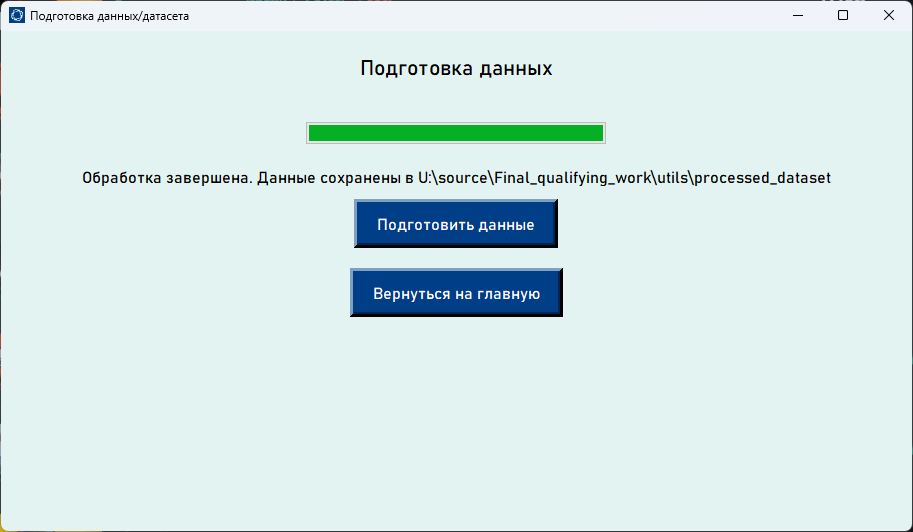 Подготовка данных/датасета
Подготовка данных
Обработка завершена. Данные сохранены в U:\source\Final_qualifying_work\utils\processed_dataset
Подготовить данные
Вернуться на главную